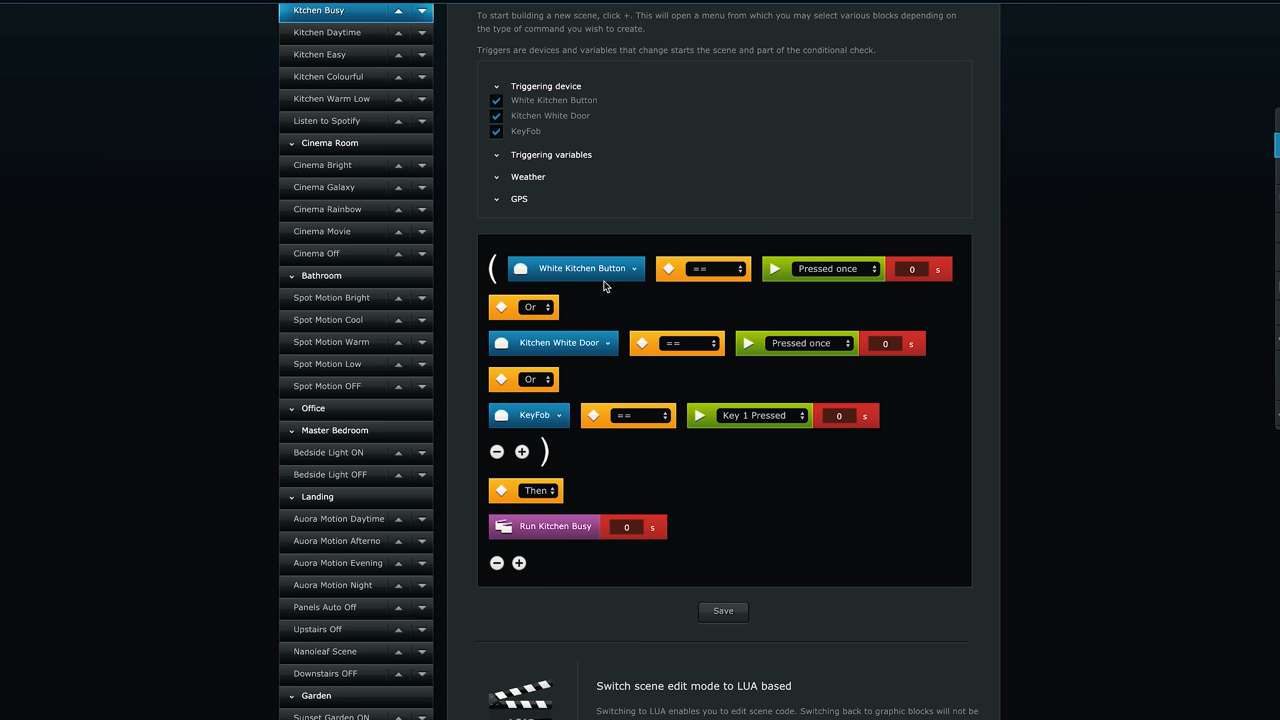 Ktchen Busy
Kitchen Daytime
Kitchen Easy
Kitchen Colourful
Kitchen Warm Low
Listen to Spotify
Cinema Room
Cinema Bright
Cinema Galaxy
Cinema Rainbow
Cinema Movie
Cinema Off
Bathroom
Spot Motion Bright
Spot Motion Cool
Spot Motion Warm
Spot Motion Low
Spot Motion OFF
Office
Master Bedroom
Bedside Light ON
Bedside Light OFF
Landing
Auora Motion Daytime
Auora Motion Afterno
Auora Motion Evening
Auora Motion Night
Panels Auto Off
Upstairs Off
Nanoleaf Scene
Downstairs OFF
Garden
Sunset Garden ON
To start building a new scene, click +. This will open a menu from which you may select various blocks depending on
the type of command you wish to create.
Triggers are devices and variables that change starts the scene and part of the conditional check.
Triggering device
White Kitchen Button
Kitchen White Door
KeyFob
Triggering variables
Weather
GPS
( White Kitchen Button == Pressed once 0 s
Or
Kitchen White Door == Pressed once 0 s
Or
KeyFob == Key 1 Pressed 0 s
)
Then
Run Kitchen Busy 0 s
Save
Switch scene edit mode to LUA based
Switching to LUA enables you to edit scene code. Switching back to graphic blocks will not be